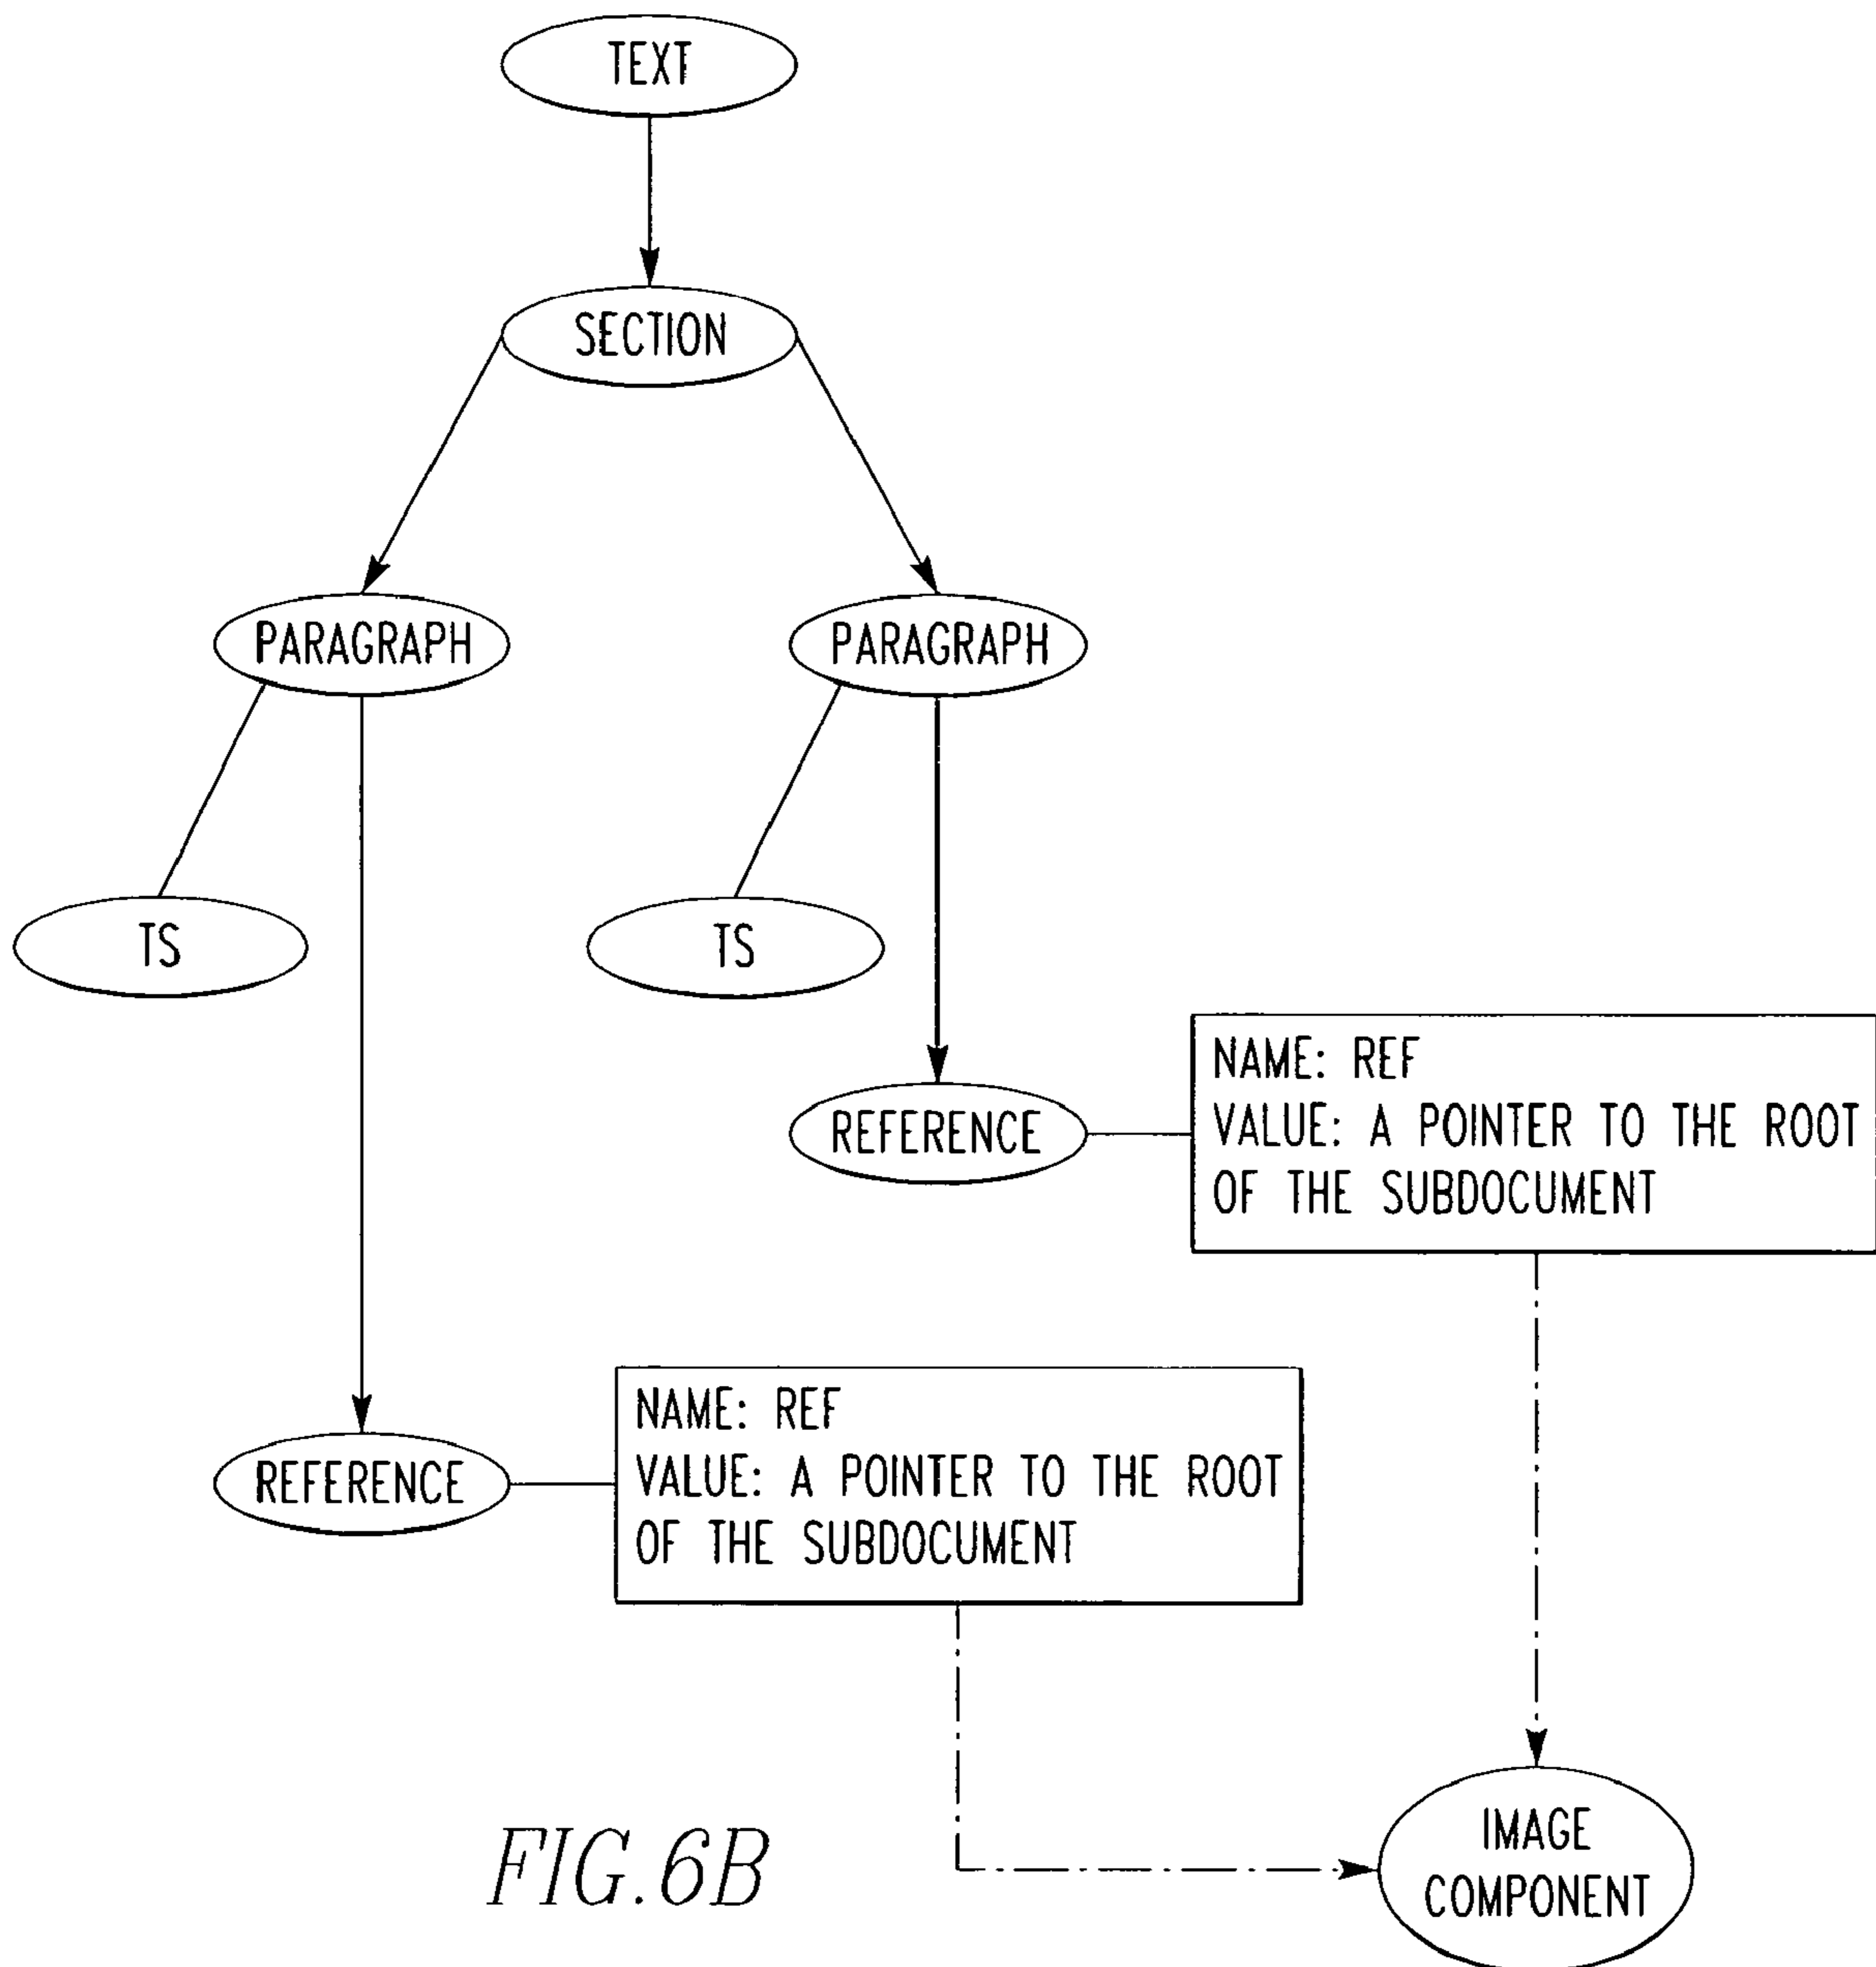 TEXT
SECTION
PARAGRAPH
PARAGRAPH
TS
TS
REFERENCE
NAME: REF
VALUE: A POINTER TO THE ROOT
OF THE SUBDOCUMENT
REFERENCE
NAME: REF
VALUE: A POINTER TO THE ROOT
OF THE SUBDOCUMENT
IMAGE
COMPONENT
FIG.6B